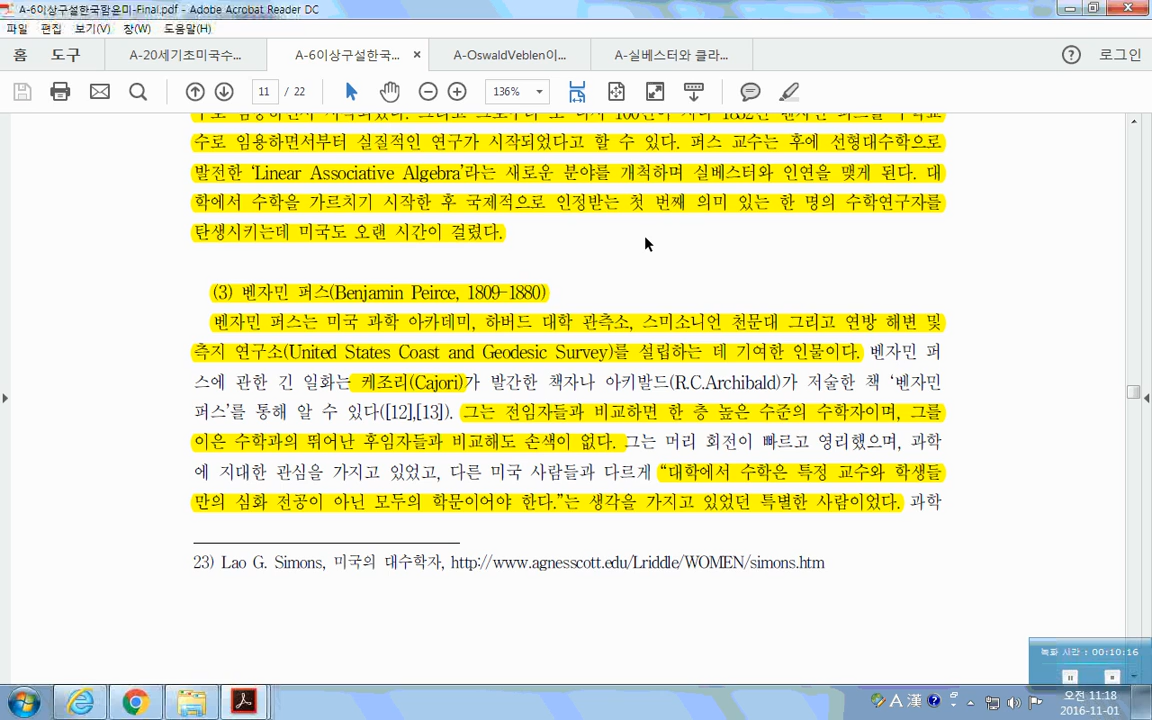 A-6이상구설한국함윤미-Final.pdf - Adobe Acrobat Reader DC
파일 편집 보기(V) 창(W) 도움말(H)
홈 도구 A-20세기초미국수... A-6이상구설한국... × A-OswaldVeblen이... A-실베스터와 클라... 로그인
11 / 22 136%
수로 임용하면서부터 실질적인 연구가 시작되었다고 할 수 있다. 퍼스 교수는 후에 선형대수학으로
발전한 ‘Linear Associative Algebra’라는 새로운 분야를 개척하며 실베스터와 인연을 맺게 된다. 대
학에서 수학을 가르치기 시작한 후 국제적으로 인정받는 첫 번째 의미 있는 한 명의 수학연구자를
탄생시키는데 미국도 오랜 시간이 걸렸다.
(3) 벤자민 퍼스(Benjamin Peirce, 1809-1880)
벤자민 퍼스는 미국 과학 아카데미, 하버드 대학 관측소, 스미소니언 천문대 그리고 연방 해변 및
측지 연구소(United States Coast and Geodesic Survey)를 설립하는 데 기여한 인물이다. 벤자민 퍼
스에 관한 긴 일화는 케조리(Cajori)가 발간한 책자나 아키발드(R.C.Archibald)가 저술한 책 ‘벤자민
퍼스’를 통해 알 수 있다([12],[13]). 그는 전임자들과 비교하면 한 층 높은 수준의 수학자이며, 그를
이은 수학과의 뛰어난 후임자들과 비교해도 손색이 없다. 그는 머리 회전이 빠르고 영리했으며, 과학
에 지대한 관심을 가지고 있었고, 다른 미국 사람들과 다르게 “대학에서 수학은 특정 교수와 학생들
만의 심화 전공이 아닌 모두의 학문이어야 한다.”는 생각을 가지고 있었던 특별한 사람이었다. 과학
23) Lao G. Simons, 미국의 대수학자, http://www.agnesscott.edu/Lriddle/WOMEN/simons.htm
녹화 시간 : 00:10:16
A 漢
오전 11:18
2016-11-01